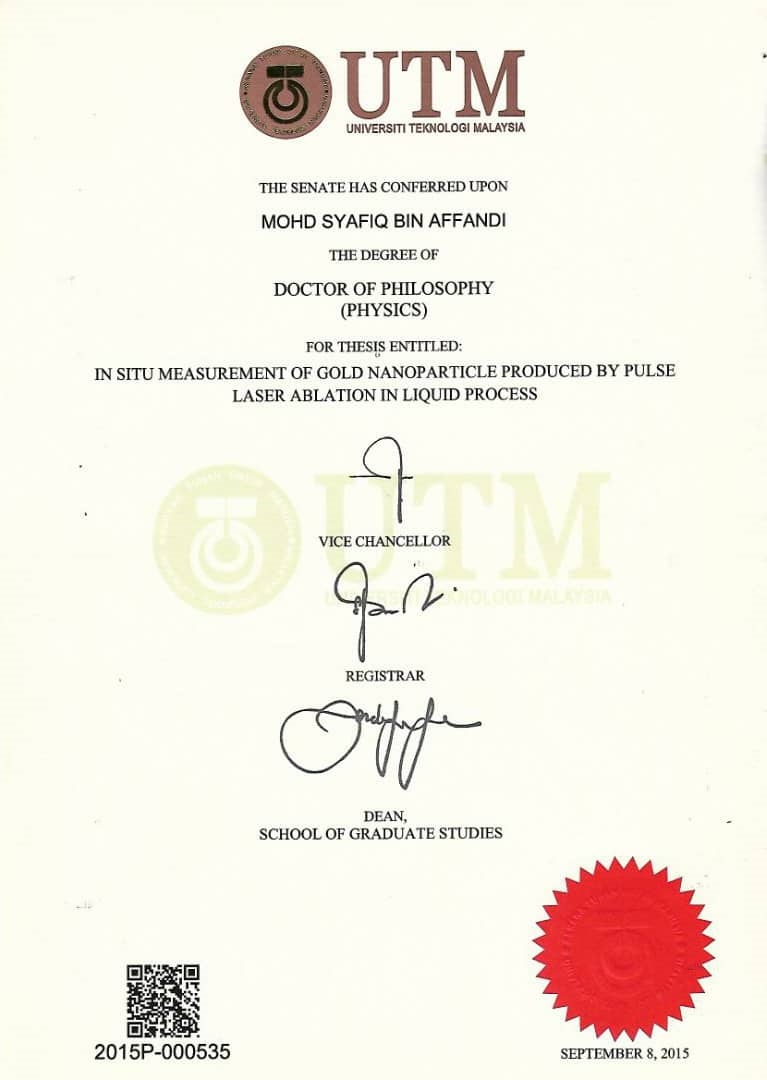 UTM
UNIVERSITI TEKNOLOGI MALAYSIA
THE SENATE HAS CONFERRED UPON
MOHD SYAFIQ BIN AFFANDI
THE DEGREE OF
DOCTOR OF PHILOSOPHY
(PHYSICS)
FOR THESIS ENTITLED:
IN SITU MEASUREMENT OF GOLD NANOPARTICLE PRODUCED BY PULSE
LASER ABLATION IN LIQUID PROCESS
UTM
VICE CHANCELLOR
UNIVERSITI TEKNOLOGI MALAYSIA
REGISTRAR
DEAN,
SCHOOL OF GRADUATE STUDIES
2015P-000535
SEPTEMBER 8, 2015